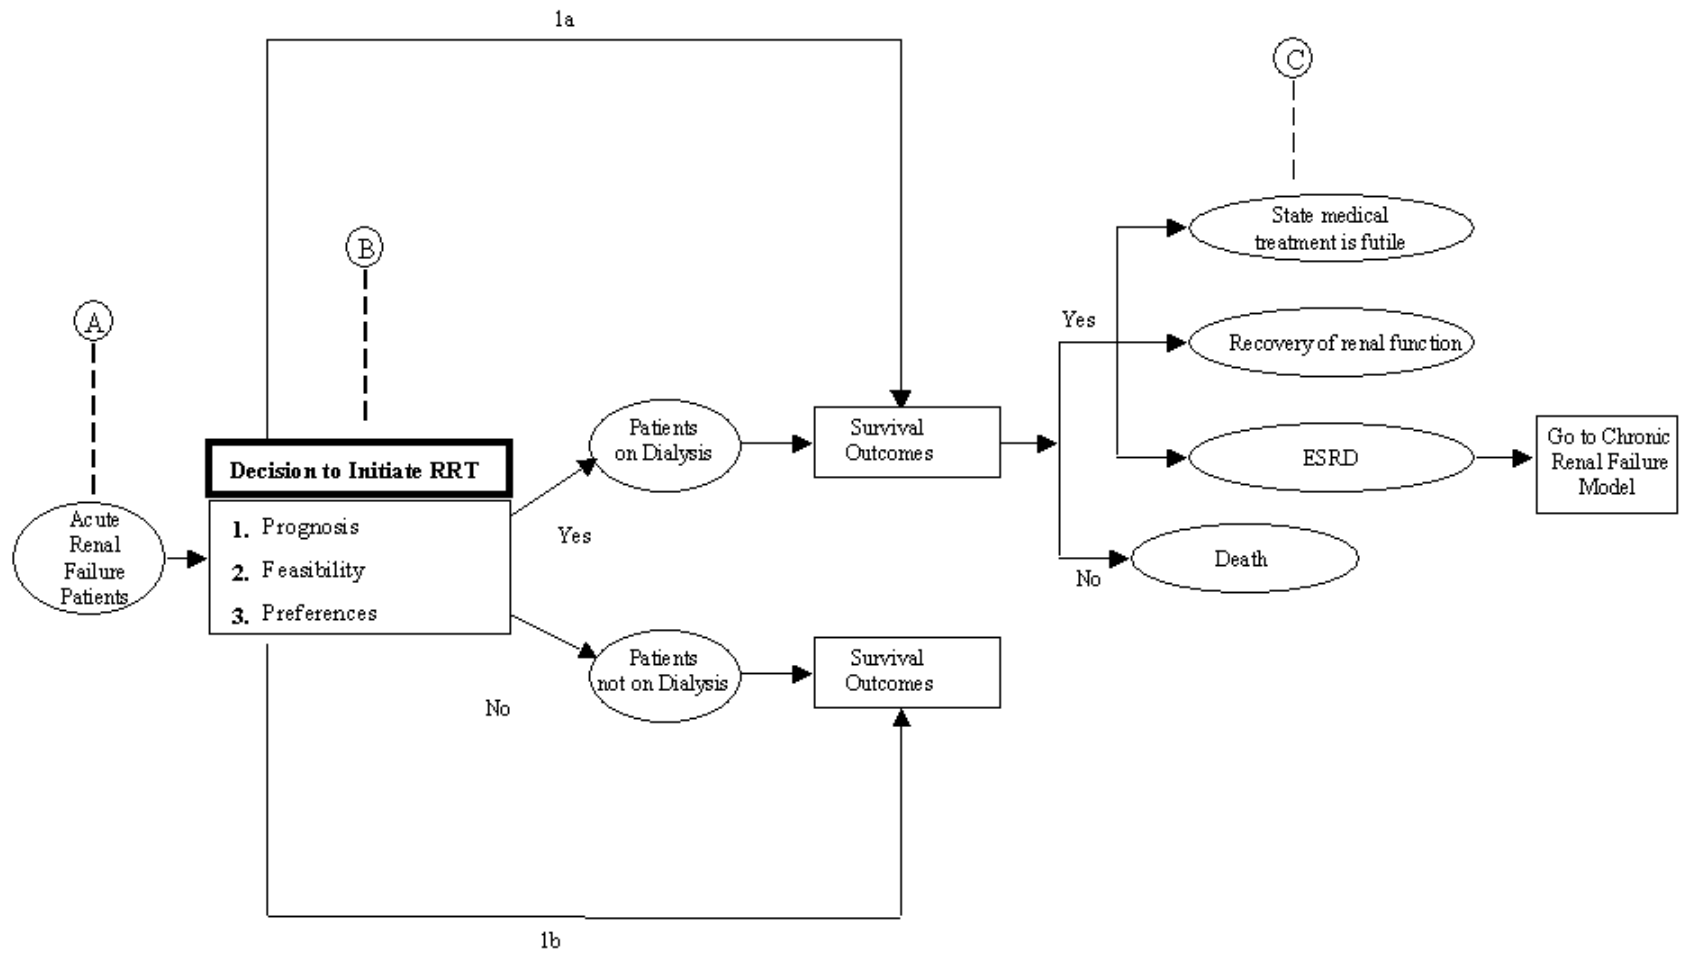 1a
C
State medical
treatment is futile
B
A
Yes
Recovery of renal function
Patients
on Dialysis
Survival
Outcomes
ESRD
Go to Chronic
Renal Failure
Model
Decision to Initiate RRT
Acute
Renal
Failure
Patients
1. Prognosis
2. Feasibility
3. Preferences
Yes
No
Death
Patients
not on Dialysis
Survival
Outcomes
No
1b